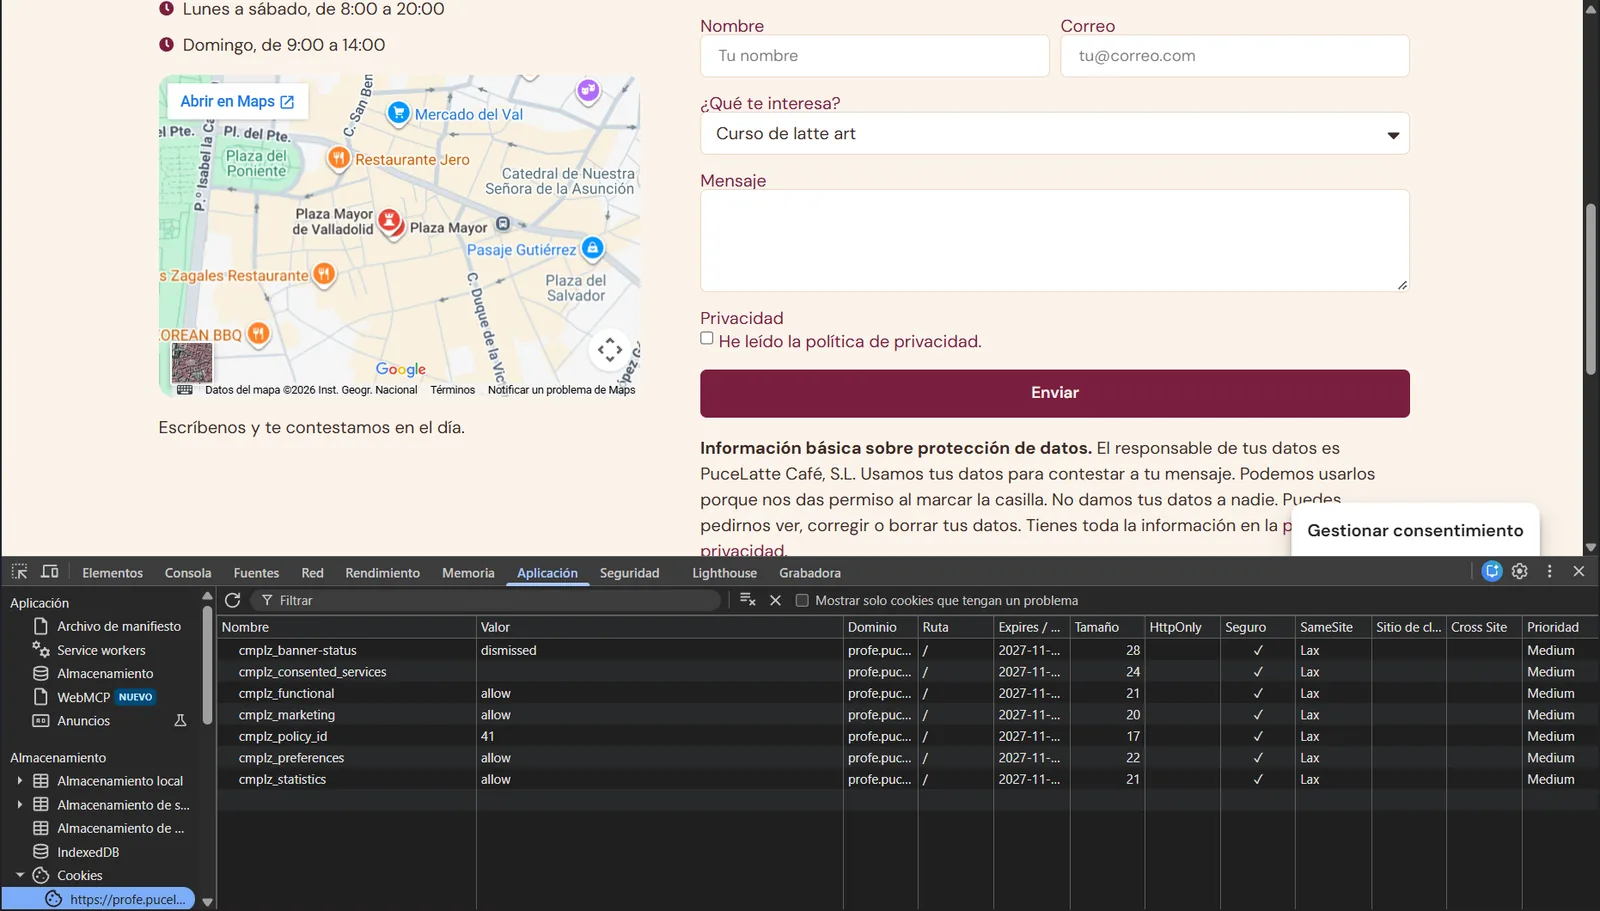 Lunes a sábado, de 8:00 a 20:00
Domingo, de 9:00 a 14:00
Abrir en Maps
C. San Ben
Mercado del Val
el Pte.
Pl. del Pte.
P.º Isabel la Ca
Plaza del
Poniente
Restaurante Jero
Catedral de Nuestra
Señora de la Asunción
Plaza Mayor
de Valladolid
Plaza Mayor
Pasaje Gutiérrez
s Zagales Restaurante
Plaza del
Salvador
C. Duque de la Vic
OREAN BBQ
ópez G
Google
Datos del mapa ©2026 Inst. Geogr. Nacional
Términos
Notificar un problema de Maps
Escríbenos y te contestamos en el día.
Nombre
Tu nombre
Correo
tu@correo.com
¿Qué te interesa?
Curso de latte art
Mensaje
Privacidad
He leído la política de privacidad.
Enviar
Información básica sobre protección de datos. El responsable de tus datos es
PuceLatte Café, S.L. Usamos tus datos para contestar a tu mensaje. Podemos usarlos
porque nos das permiso al marcar la casilla. No damos tus datos a nadie. Puedes
pedirnos ver, corregir o borrar tus datos. Tienes toda la información en la p
privacidad.
Gestionar consentimiento
Elementos Consola Fuentes Red Rendimiento Memoria Aplicación Seguridad Lighthouse Grabadora
Aplicación
Archivo de manifiesto
Service workers
Almacenamiento
WebMCP NUEVO
Anuncios
Almacenamiento
Almacenamiento local
Almacenamiento de s...
Almacenamiento de ...
IndexedDB
Cookies
https://profe.pucel...
Filtrar
Mostrar solo cookies que tengan un problema
Nombre Valor Dominio Ruta Expires / ... Tamaño HttpOnly Seguro SameSite Sitio de cl... Cross Site Prioridad
cmplz_banner-status dismissed profe.puc... / 2027-11-... 28 ✓ Lax Medium
cmplz_consented_services profe.puc... / 2027-11-... 24 ✓ Lax Medium
cmplz_functional allow profe.puc... / 2027-11-... 21 ✓ Lax Medium
cmplz_marketing allow profe.puc... / 2027-11-... 20 ✓ Lax Medium
cmplz_policy_id 41 profe.puc... / 2027-11-... 17 ✓ Lax Medium
cmplz_preferences allow profe.puc... / 2027-11-... 22 ✓ Lax Medium
cmplz_statistics allow profe.puc... / 2027-11-... 21 ✓ Lax Medium